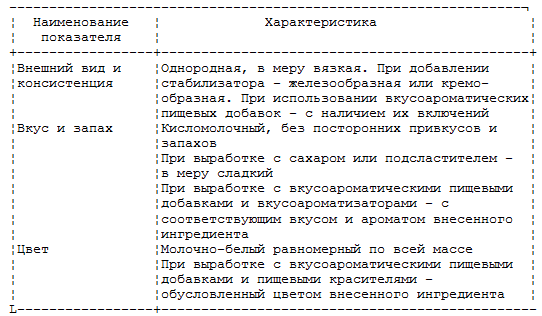 Наименование Характеристика
показателя
Внешний вид и Однородная, в меру вязкая. При добавлении
консистенция стабилизатора – железообразная или кремо-
образная. При использовании вкусоароматических
пищевых добавок – с наличием их включений
Вкус и запах Кисломолочный, без посторонних привкусов и
запахов
При выработке с сахаром или подсластителем –
в меру сладкий
При выработке с вкусоароматическими пищевыми
добавками и вкусоароматизаторами – с
соответствующим вкусом и ароматом внесенного
ингредиента
Цвет Молочно-белый равномерный по всей массе
При выработке с вкусоароматическими пищевыми
добавками и пищевыми красителями –
обусловленный цветом внесенного ингредиента